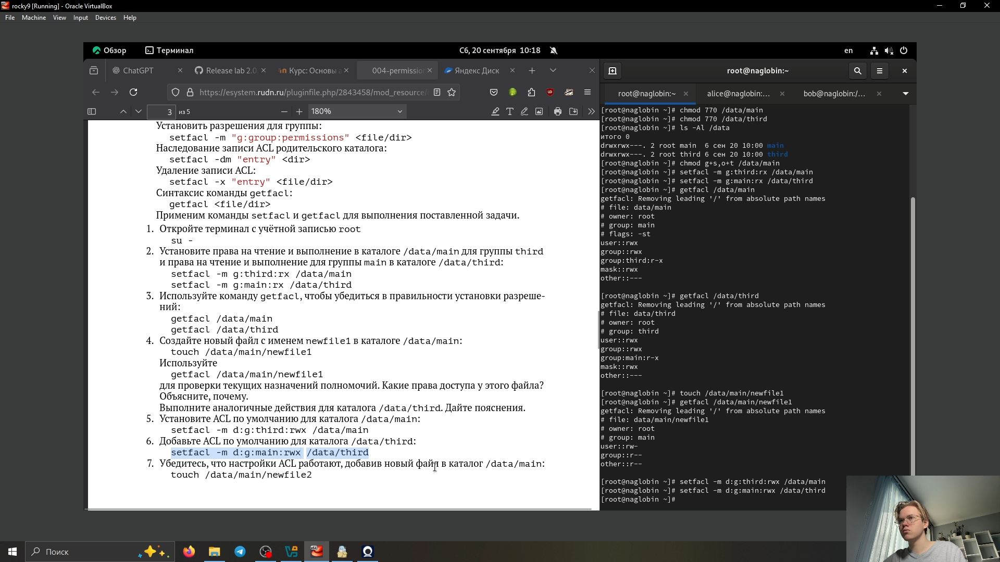 rocky9 [Running] - Oracle VirtualBox
File Machine View Input Devices Help
Обзор Терминал Сб, 20 сентября 10:18 en
ChatGPT Release lab 2.0 Курс: Основы а 004-permissio Яндекс Диск
https://esystem.rudn.ru/pluginfile.php/2843458/mod_resource/
3 из 5 180%
Установить разрешения для группы:
setfacl -m "g:group:permissions" <file/dir>
Наследование записи ACL родительского каталога:
setfacl -dm "entry" <dir>
Удаление записи ACL:
setfacl -x "entry" <file/dir>
Синтаксис команды getfacl:
getfacl <file/dir>
Применим команды setfacl и getfacl для выполнения поставленной задачи.
1. Откройте терминал с учётной записью root
su -
2. Установите права на чтение и выполнение в каталоге /data/main для группы third
и права на чтение и выполнение для группы main в каталоге /data/third:
setfacl -m g:third:rx /data/main
setfacl -m g:main:rx /data/third
3. Используйте команду getfacl, чтобы убедиться в правильности установки разреше-
ний:
getfacl /data/main
getfacl /data/third
4. Создайте новый файл с именем newfile1 в каталоге /data/main:
touch /data/main/newfile1
Используйте
getfacl /data/main/newfile1
для проверки текущих назначений полномочий. Какие права доступа у этого файла?
Объясните, почему.
Выполните аналогичные действия для каталога /data/third. Дайте пояснения.
5. Установите ACL по умолчанию для каталога /data/main:
setfacl -m d:g:third:rwx /data/main
6. Добавьте ACL по умолчанию для каталога /data/third:
setfacl -m d:g:main:rwx /data/third
7. Убедитесь, что настройки ACL работают, добавив новый файл в каталог /data/main:
touch /data/main/newfile2
root@naglobin:~
root@naglobin:~ alice@naglobin:... bob@naglobin:/...
[root@naglobin ~]# chmod 770 /data/main
[root@naglobin ~]# chmod 770 /data/third
[root@naglobin ~]# ls -Al /data
итого 0
drwxrwx---. 2 root main 6 сен 20 10:00 main
drwxrwx---. 2 root third 6 сен 20 10:00 third
[root@naglobin ~]# chmod g+s,o+t /data/main
[root@naglobin ~]# setfacl -m g:third:rx /data/main
[root@naglobin ~]# setfacl -m g:main:rx /data/third
[root@naglobin ~]# getfacl /data/main
getfacl: Removing leading '/' from absolute path names
# file: data/main
# owner: root
# group: main
# flags: -st
user::rwx
group::rwx
group:third:r-x
mask::rwx
other::---
[root@naglobin ~]# getfacl /data/third
getfacl: Removing leading '/' from absolute path names
# file: data/third
# owner: root
# group: third
user::rwx
group::rwx
group:main:r-x
mask::rwx
other::---
[root@naglobin ~]# touch /data/main/newfile1
[root@naglobin ~]# getfacl /data/main/newfile1
getfacl: Removing leading '/' from absolute path names
# file: data/main/newfile1
# owner: root
# group: main
user::rw-
group::r--
other::r--
[root@naglobin ~]# setfacl -m d:g:third:rwx /data/main
[root@naglobin ~]# setfacl -m d:g:main:rwx /data/third
[root@naglobin ~]#
Поиск